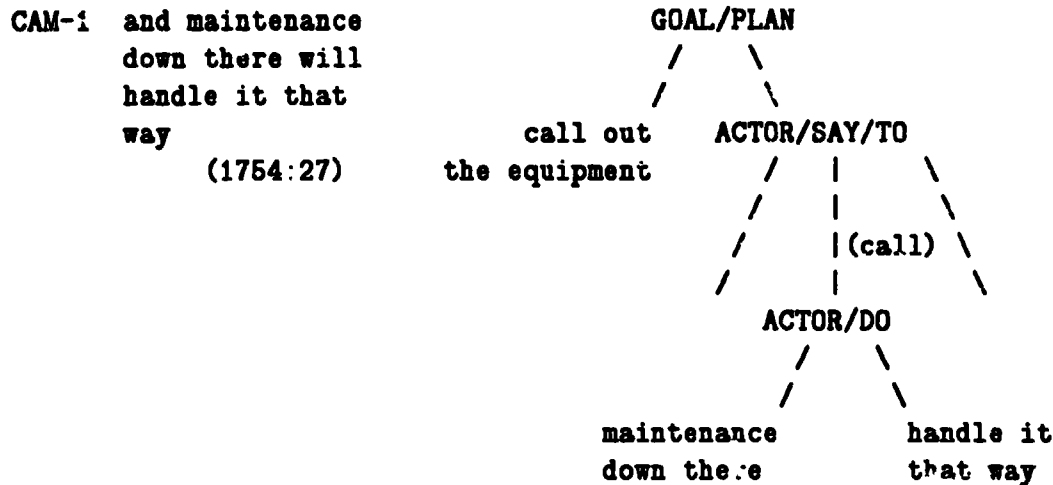 CAM-1 and maintenance GOAL/PLAN
down there will
handle it that
way call out ACTOR/SAY/TO
(1754:27) the equipment
(call)
ACTOR/DO
maintenance handle it
down there that way